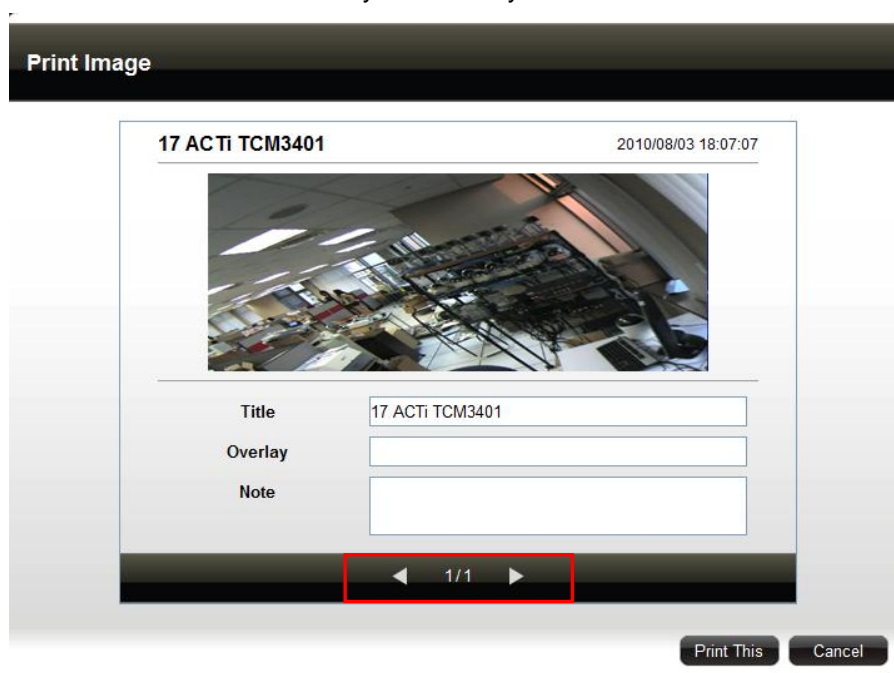 Print Image
17 ACTi TCM3401 2010/08/03 18:07:07
Title 17 ACTi TCM3401
Overlay
Note
1/1
Print This Cancel